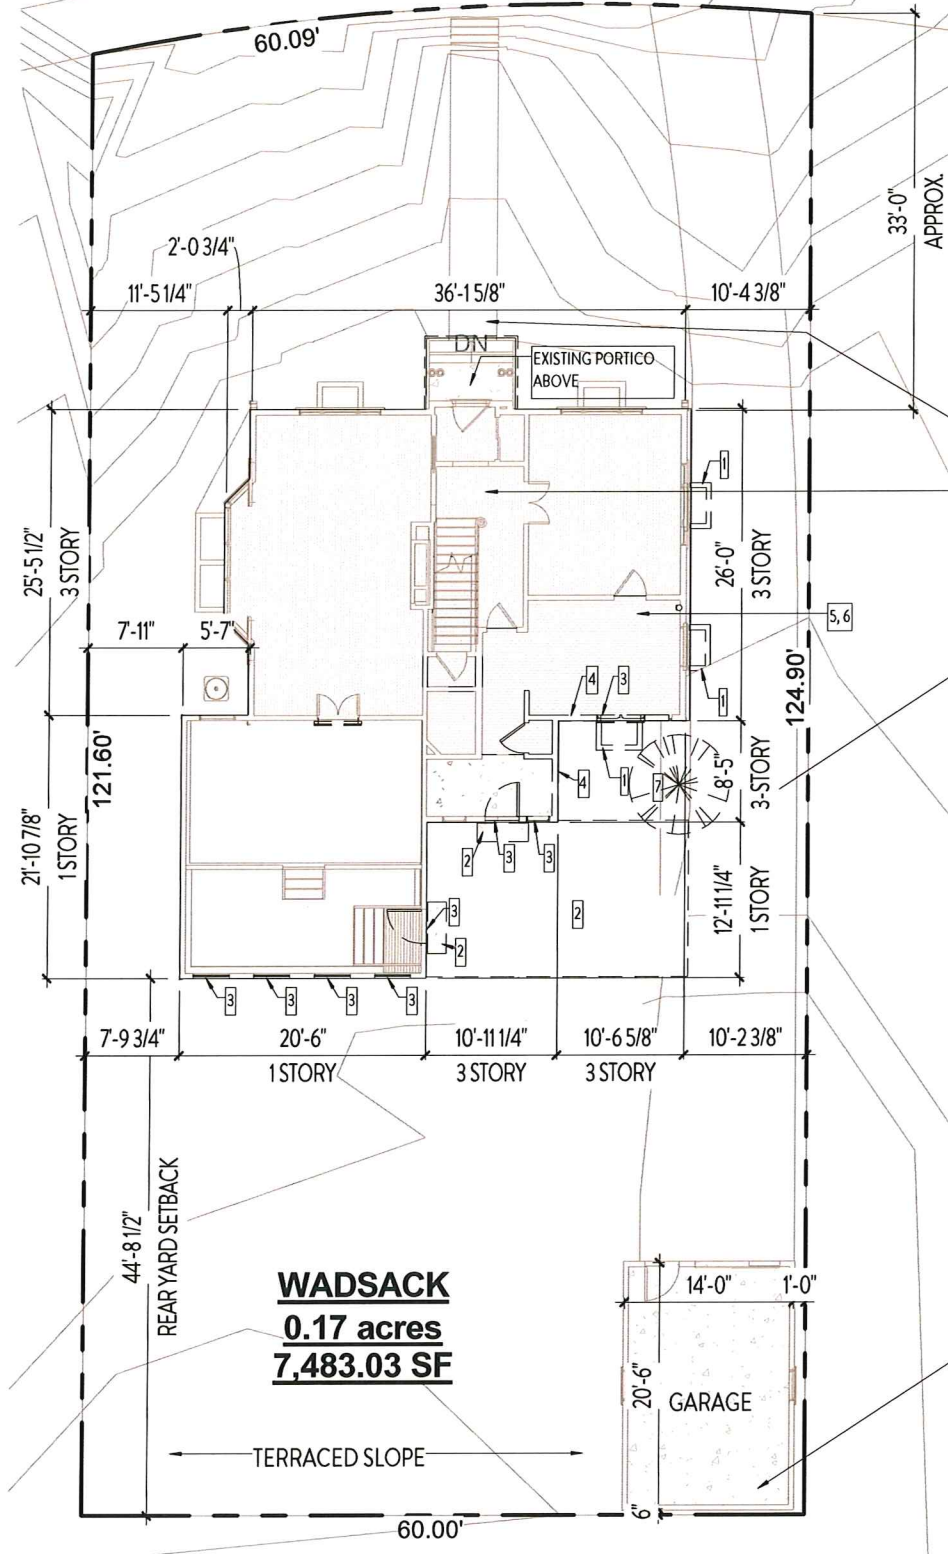 60.09'
33'-0"
APPROX.
2'-0 3/4"
11'-5 1/4"
36'-1 5/8"
10'-4 3/8"
DN
EXISTING PORTICO
ABOVE
1
25'-5 1/2"
3 STORY
26'-0"
3 STORY
5, 6
7'-11"
5'-7"
1
4
3
124.90'
121.60'
1
7
8'-5"
3-STORY
4
21'-10 7/8"
1 STORY
2
3
3
12'-11 1/4"
1 STORY
3
2
2
3
3
3
3
7'-9 3/4"
20'-6"
10'-11 1/4"
10'-6 5/8"
10'-2 3/8"
1 STORY
3 STORY
3 STORY
44'-8 1/2"
REAR YARD SETBACK
WADSACK
0.17 acres
7,483.03 SF
14'-0"
1'-0"
20'-6"
GARAGE
TERRACED SLOPE
6"
60.00'